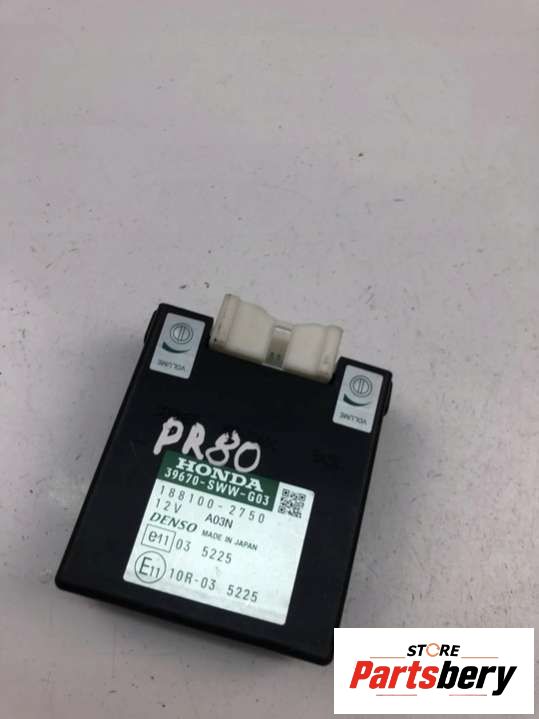 VOLUME
VOLUME
PR80
HONDA
39670-SWW-G03
188100-2750
12V A03N
DENSO MADE IN JAPAN
e11 03 5225
E11 10R-03 5225
STORE
Partsbery